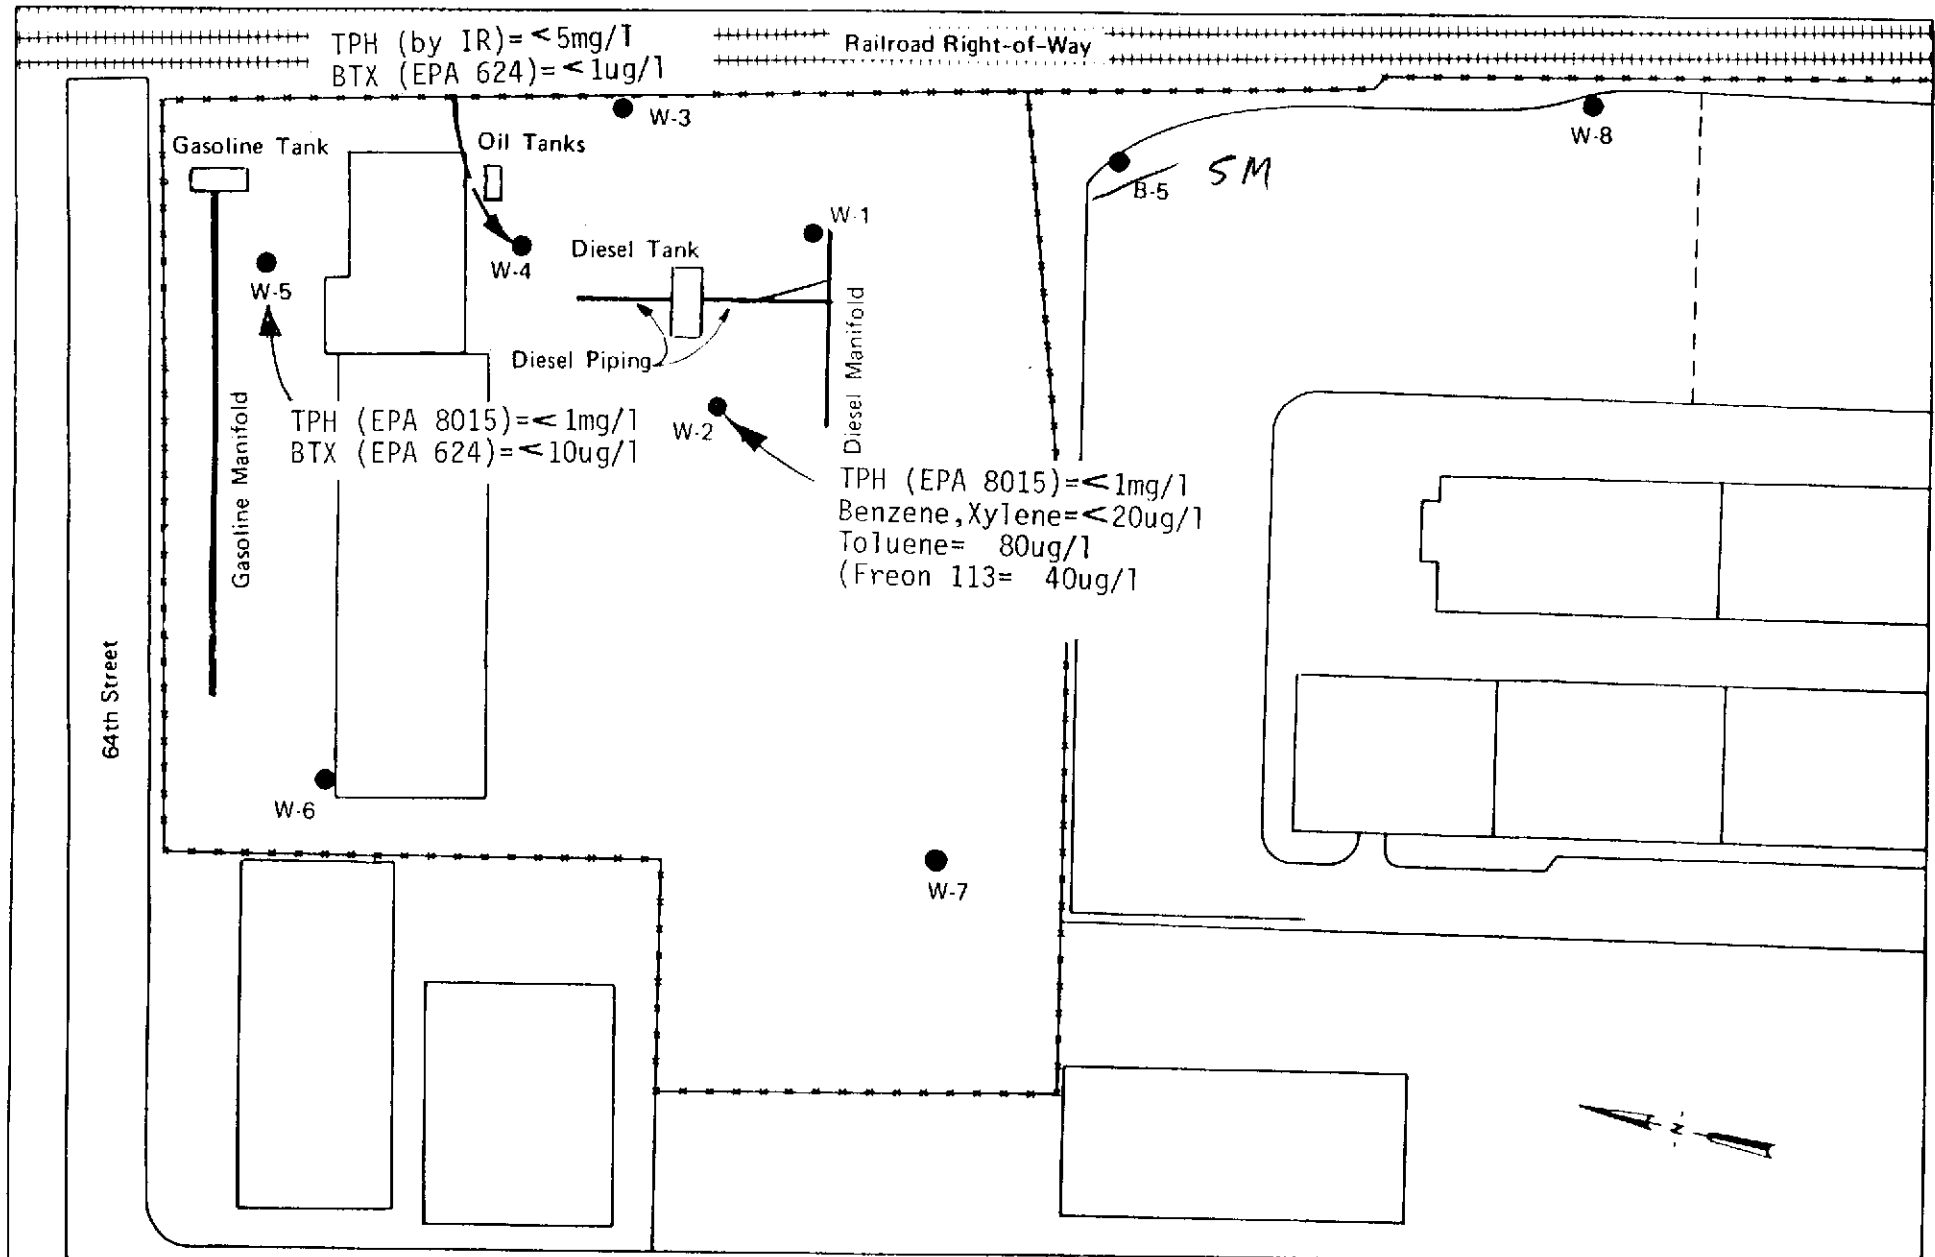 TPH (by IR)=<5mg/l
BTX (EPA 624)=<1ug/l
Railroad Right-of-Way
W-3
W-8
Gasoline Tank
Oil Tanks
B-5
5M
W-1
W-4
Diesel Tank
W-5
Diesel Manifold
Diesel Piping
Gasoline Manifold
TPH (EPA 8015)=<1mg/l
BTX (EPA 624)=<10ug/l
W-2
TPH (EPA 8015)=<1mg/l
Benzene,Xylene=<20ug/l
Toluene= 80ug/l
(Freon 113= 40ug/l
64th Street
W-6
W-7
N